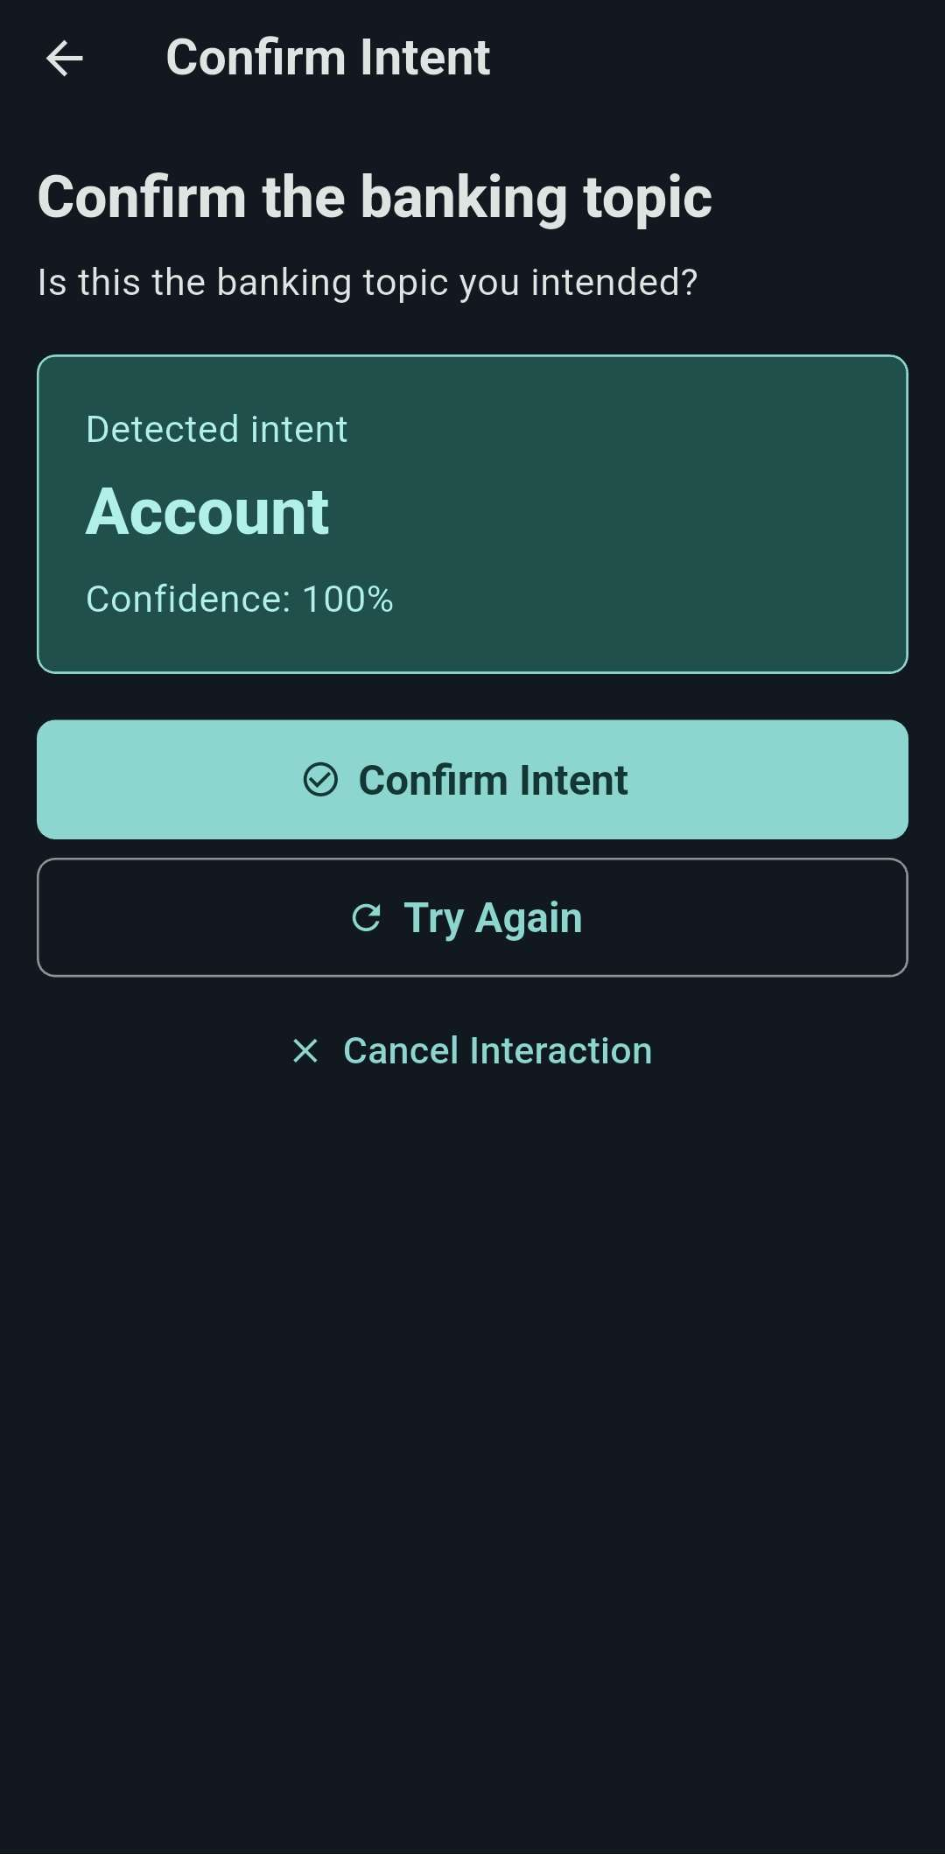 Confirm Intent
Confirm the banking topic
Is this the banking topic you intended?
Detected intent
Account
Confidence: 100%
Confirm Intent
Try Again
Cancel Interaction